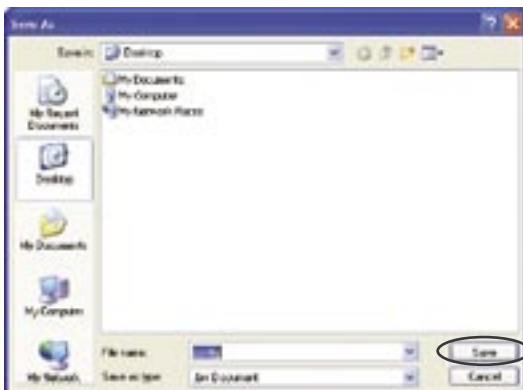 Save As
Save in: Desktop
My Documents
My Computer
My Network Places
My Recent
Documents
Desktop
My Documents
My Computer
File name:
Save
My Network
Save as type:
Document
Cancel